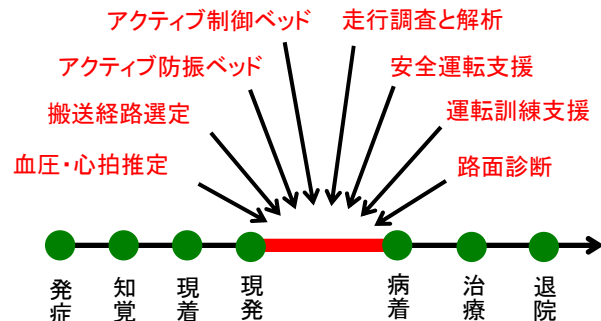 アクティブ制御ベッド
走行調査と解析
アクティブ防振ベッド
安全運転支援
搬送経路選定
運転訓練支援
血圧・心拍推定
路面診断
発症
知覚
現着
現発
病着
治療
退院